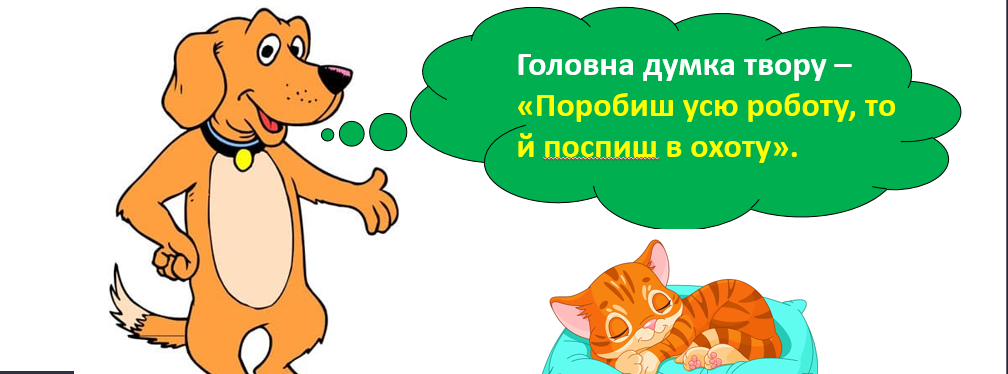 Головна думка твору –
«Поробиш усю роботу, то
й поспиш в охоту».